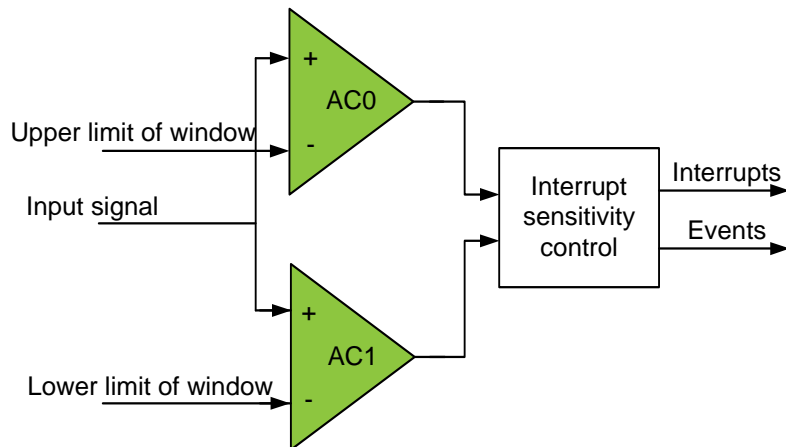 +
AC0
Upper limit of window
-
Input signal
Interrupt
sensitivity
control
Interrupts
Events
+
AC1
Lower limit of window
-